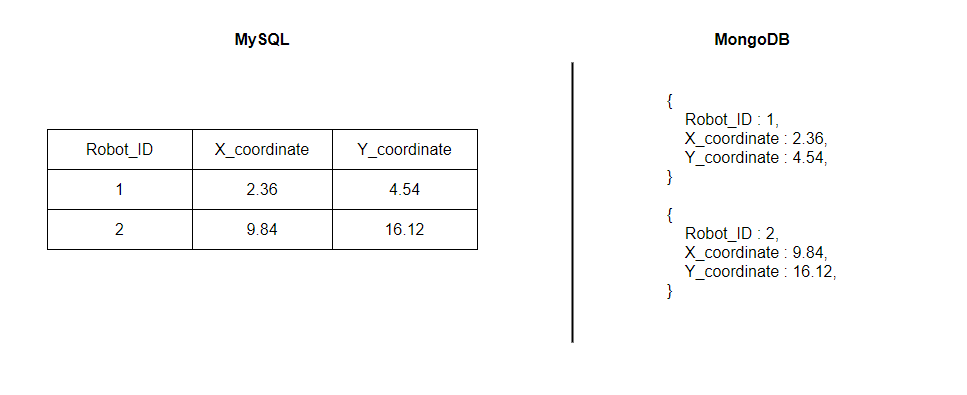 MySQL
Robot_ID X_coordinate Y_coordinate
1 2.36 4.54
2 9.84 16.12
MongoDB
{
Robot_ID : 1,
X_coordinate : 2.36,
Y_coordinate : 4.54,
}
{
Robot_ID : 2,
X_coordinate : 9.84,
Y_coordinate : 16.12,
}